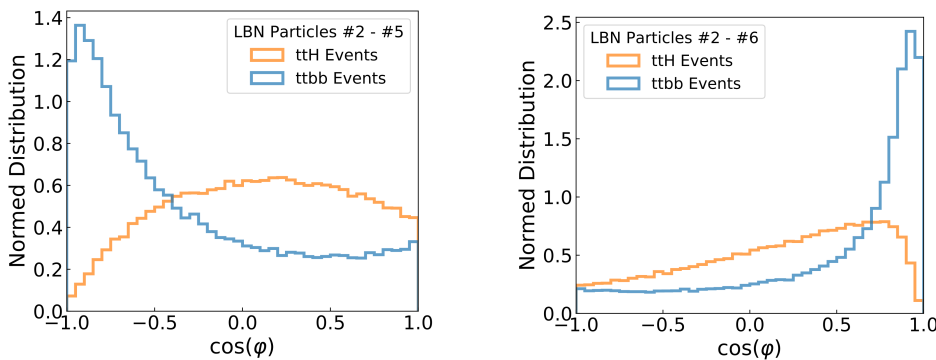 LBN Particles #2 - #5
ttH Events
ttbb Events
Normed Distribution
1.4
1.2
1.0
0.8
0.6
0.4
0.2
0.0
−1.0 −0.5 0.0 0.5 1.0
cos(φ)
LBN Particles #2 - #6
ttH Events
ttbb Events
Normed Distribution
2.5
2.0
1.5
1.0
0.5
0.0
−1.0 −0.5 0.0 0.5 1.0
cos(φ)